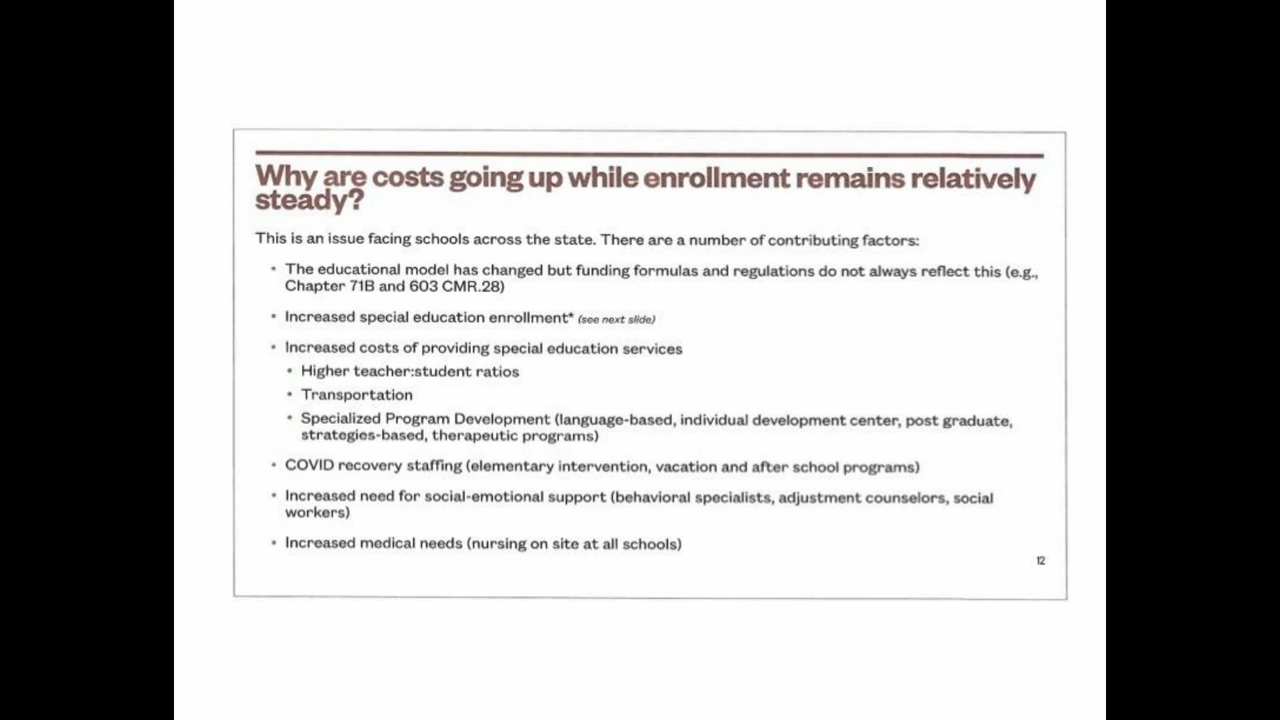 Why are costs going up while enrollment remains relatively
steady?
This is an issue facing schools across the state. There are a number of contributing factors:
• The educational model has changed but funding formulas and regulations do not always reflect this (e.g.,
Chapter 71B and 603 CMR.28)
• Increased special education enrollment* (see next slide)
• Increased costs of providing special education services
• Higher teacher:student ratios
• Transportation
• Specialized Program Development (language-based, individual development center, post graduate,
strategies-based, therapeutic programs)
• COVID recovery staffing (elementary intervention, vacation and after school programs)
• Increased need for social-emotional support (behavioral specialists, adjustment counselors, social
workers)
• Increased medical needs (nursing on site at all schools)
12